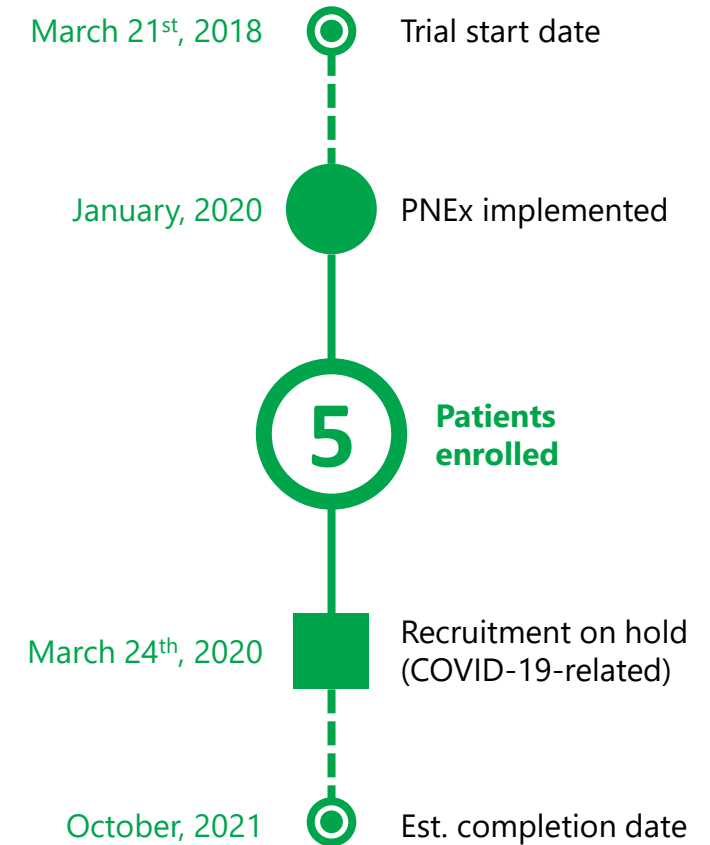 March 21st, 2018 Trial start date
January, 2020 PNEx implemented
5 Patients
enrolled
March 24th, 2020 Recruitment on hold
(COVID-19-related)
October, 2021 Est. completion date